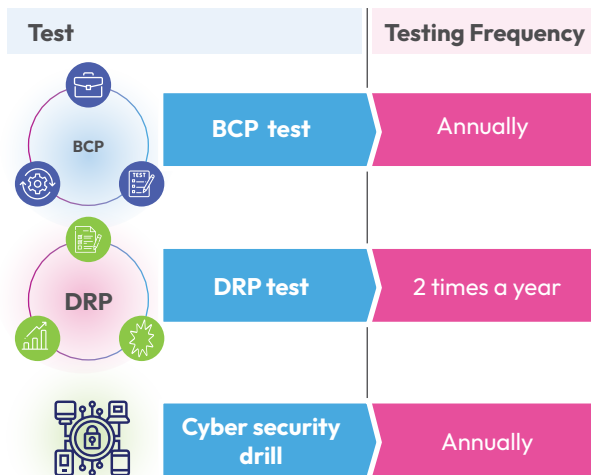 Test
Testing Frequency
BCP
BCP test
Annually
TEST
DRP
DRP test
2 times a year
Cyber security
drill
Annually